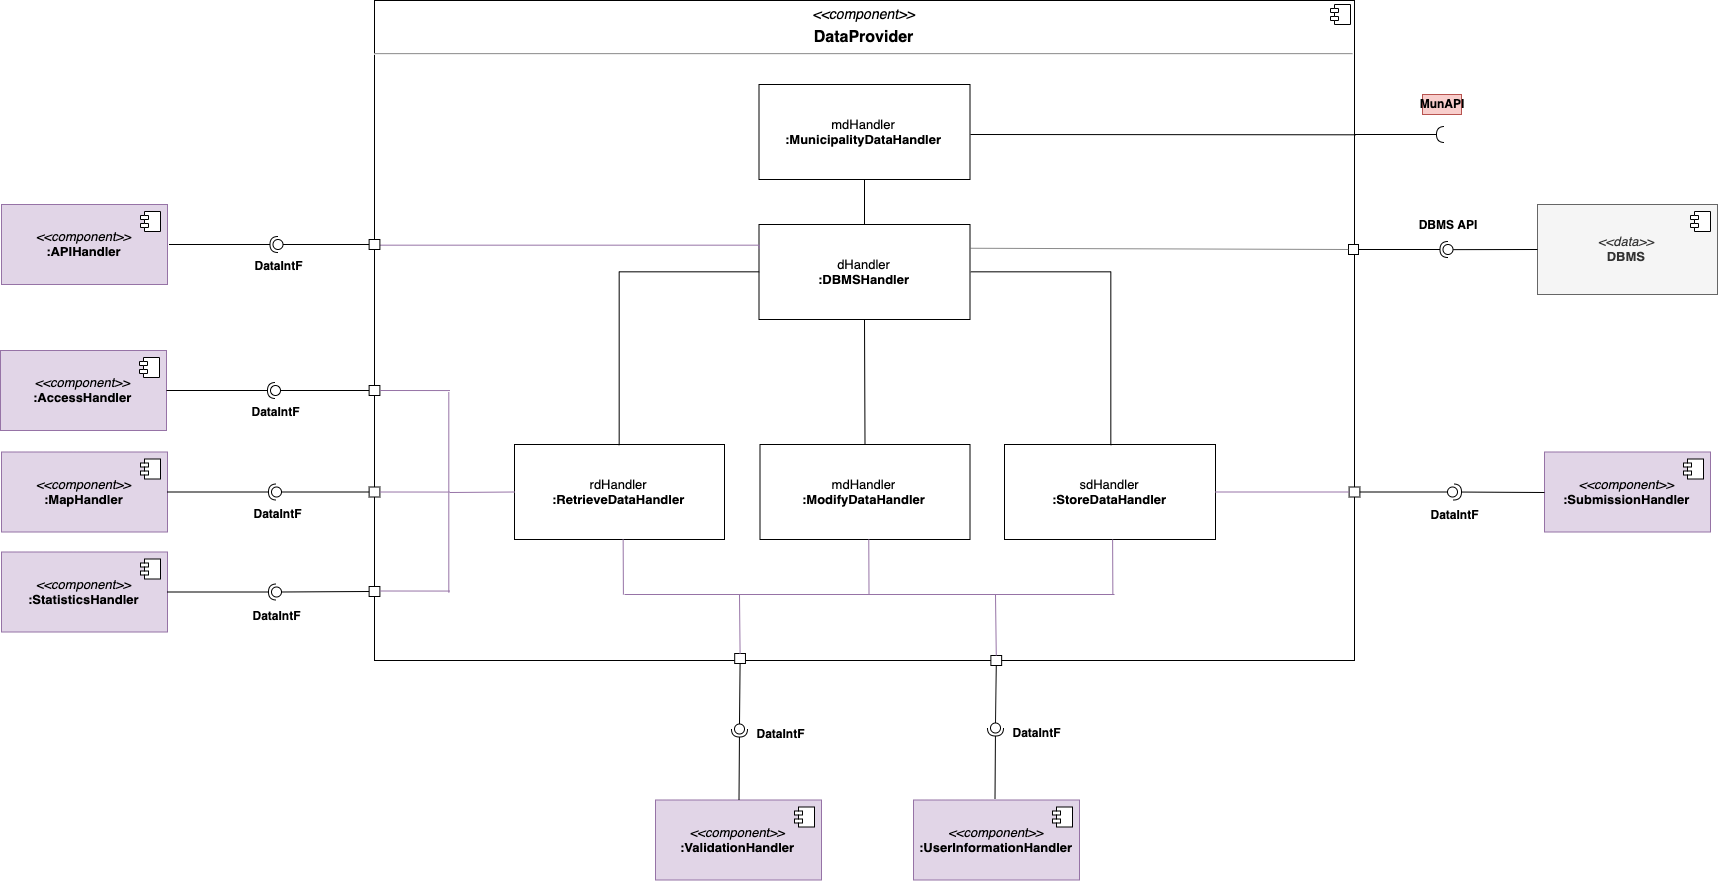 <<component>>
DataProvider
mdHandler
:MunicipalityDataHandler
MunAPI
<<component>>
:APIHandler
DataIntF
dHandler
:DBMSHandler
DBMS API
<<data>>
DBMS
<<component>>
:AccessHandler
DataIntF
<<component>>
:MapHandler
DataIntF
rdHandler
:RetrieveDataHandler
mdHandler
:ModifyDataHandler
sdHandler
:StoreDataHandler
<<component>>
:SubmissionHandler
DataIntF
<<component>>
:StatisticsHandler
DataIntF
DataIntF
DataIntF
<<component>>
:ValidationHandler
<<component>>
:UserInformationHandler